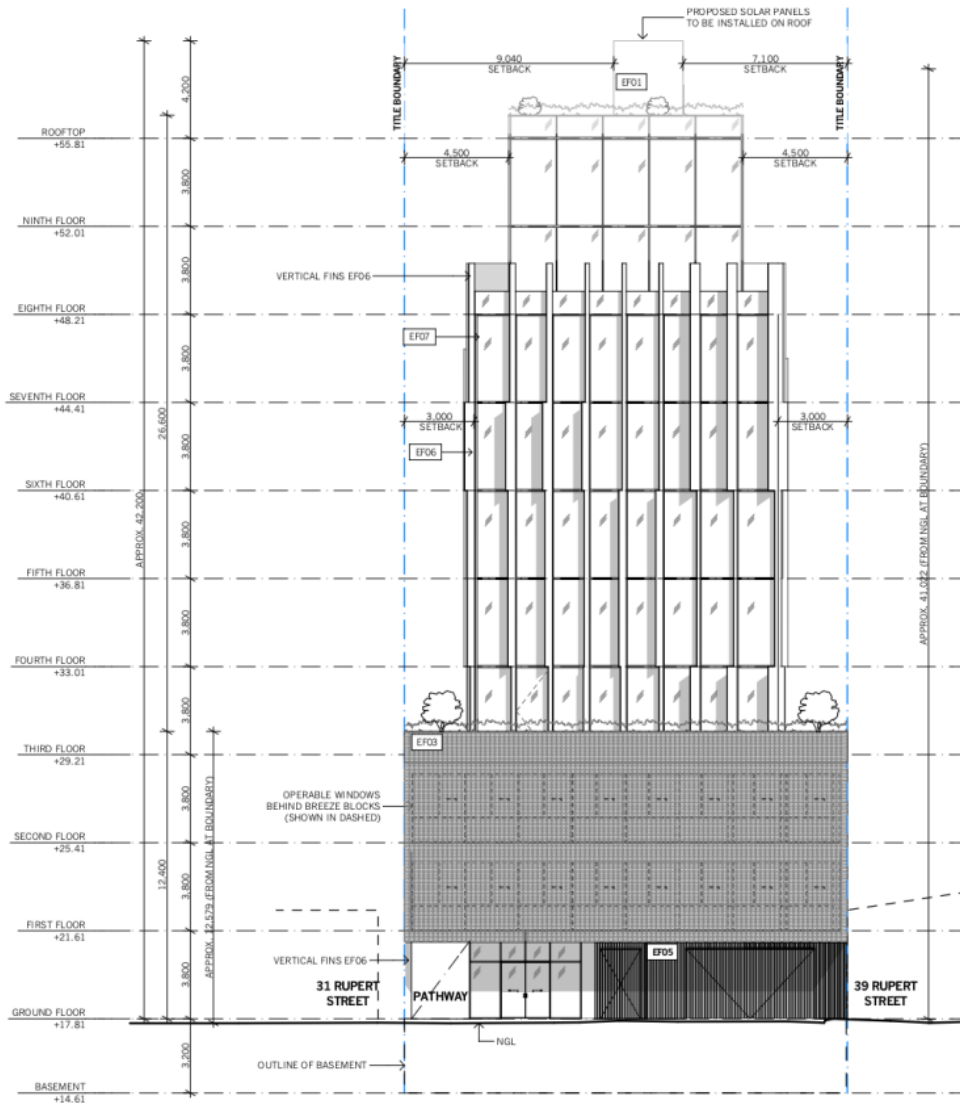 PROPOSED SOLAR PANELS
TO BE INSTALLED ON ROOF
9,040
SETBACK
7,100
SETBACK
TITLE BOUNDARY
TITLE BOUNDARY
EF01
4,200
ROOFTOP
+55.81
4,500
SETBACK
4,500
SETBACK
3,800
NINTH FLOOR
+52.01
3,800
VERTICAL FINS EF06
EIGHTH FLOOR
+48.21
EF07
3,800
SEVENTH FLOOR
+44.41
3,000
SETBACK
3,000
SETBACK
26,600
EF06
3,800
SIXTH FLOOR
+40.61
APPROX. 42,200
APPROX. 41,022 (FROM NGL AT BOUNDARY)
3,800
FIFTH FLOOR
+36.81
3,800
FOURTH FLOOR
+33.01
3,800
EF03
THIRD FLOOR
+29.21
OPERABLE WINDOWS
BEHIND BREEZE BLOCKS
(SHOWN IN DASHED)
3,800
SECOND FLOOR
+25.41
12,400
APPROX. 12,579 (FROM NGL AT BOUNDARY)
3,800
FIRST FLOOR
+21.61
VERTICAL FINS EF06
EF05
3,800
31 RUPERT
STREET
PATHWAY
39 RUPERT
STREET
GROUND FLOOR
+17.81
NGL
3,200
OUTLINE OF BASEMENT
BASEMENT
+14.61